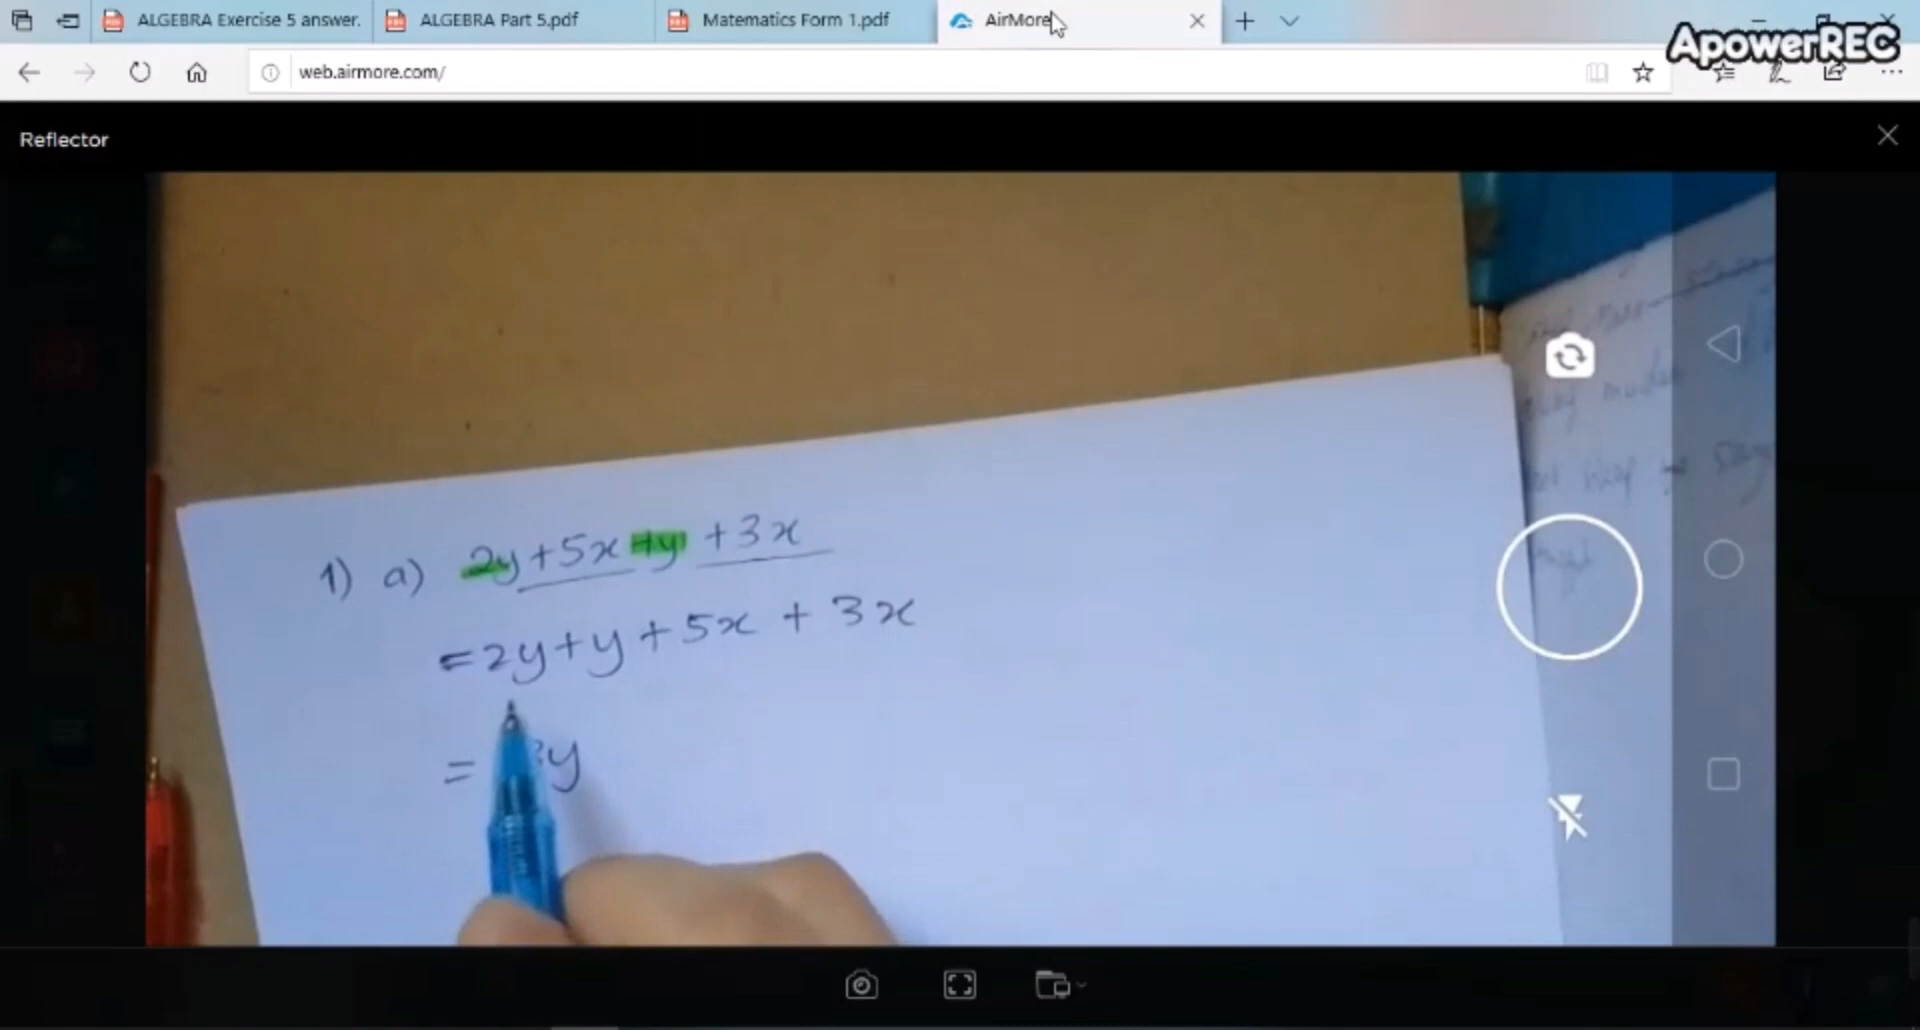 ALGEBRA Exercise 5 answer.
ALGEBRA Part 5.pdf
Matematics Form 1.pdf
AirMore
ApowerREC
web.airmore.com/
Reflector
1) a) 2y+5x+y+3x
=2y+y+5x+3x
= 3y